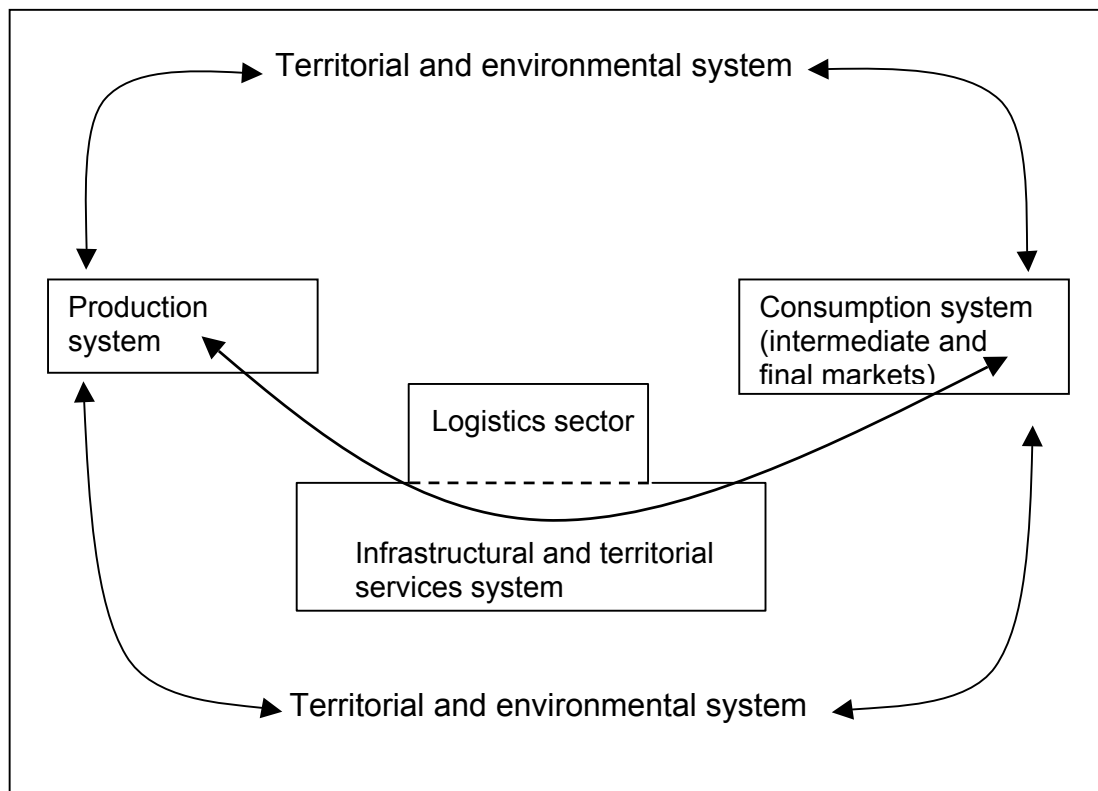 Territorial and environmental system
Production
system
Consumption system
(intermediate and
final markets)
Logistics sector
Infrastructural and territorial
services system
Territorial and environmental system